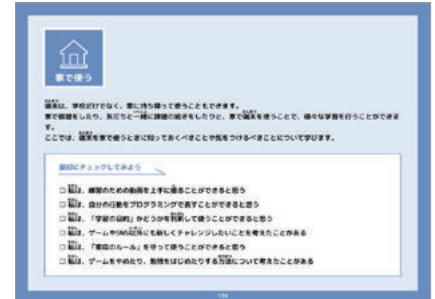 家で使う
端末は、学校だけでなく、家に持ち帰って使うこともできます。
家で宿題をしたり、友だちと一緒に課題の続きをしたりと、家で端末を使うことで、様々な学習を行うことができま
す。
ここでは、端末を家で使うときに知っておくべきことや気をつけるべきことについて学びます。
最初にチェックしてみよう
□ 私は、練習のための動画を上手に撮ることができると思う
□ 私は、自分の行動をプログラミングで表すことができると思う
□ 私は、「学習の目的」かどうかを判断して使うことができると思う
□ 私は、ゲームやSNS以外にも新しくチャレンジしたいことを考えたことがある
□ 私は、「家庭のルール」を守って使うことができると思う
□ 私は、ゲームをやめたり、勉強をはじめたりする方法について考えたことがある